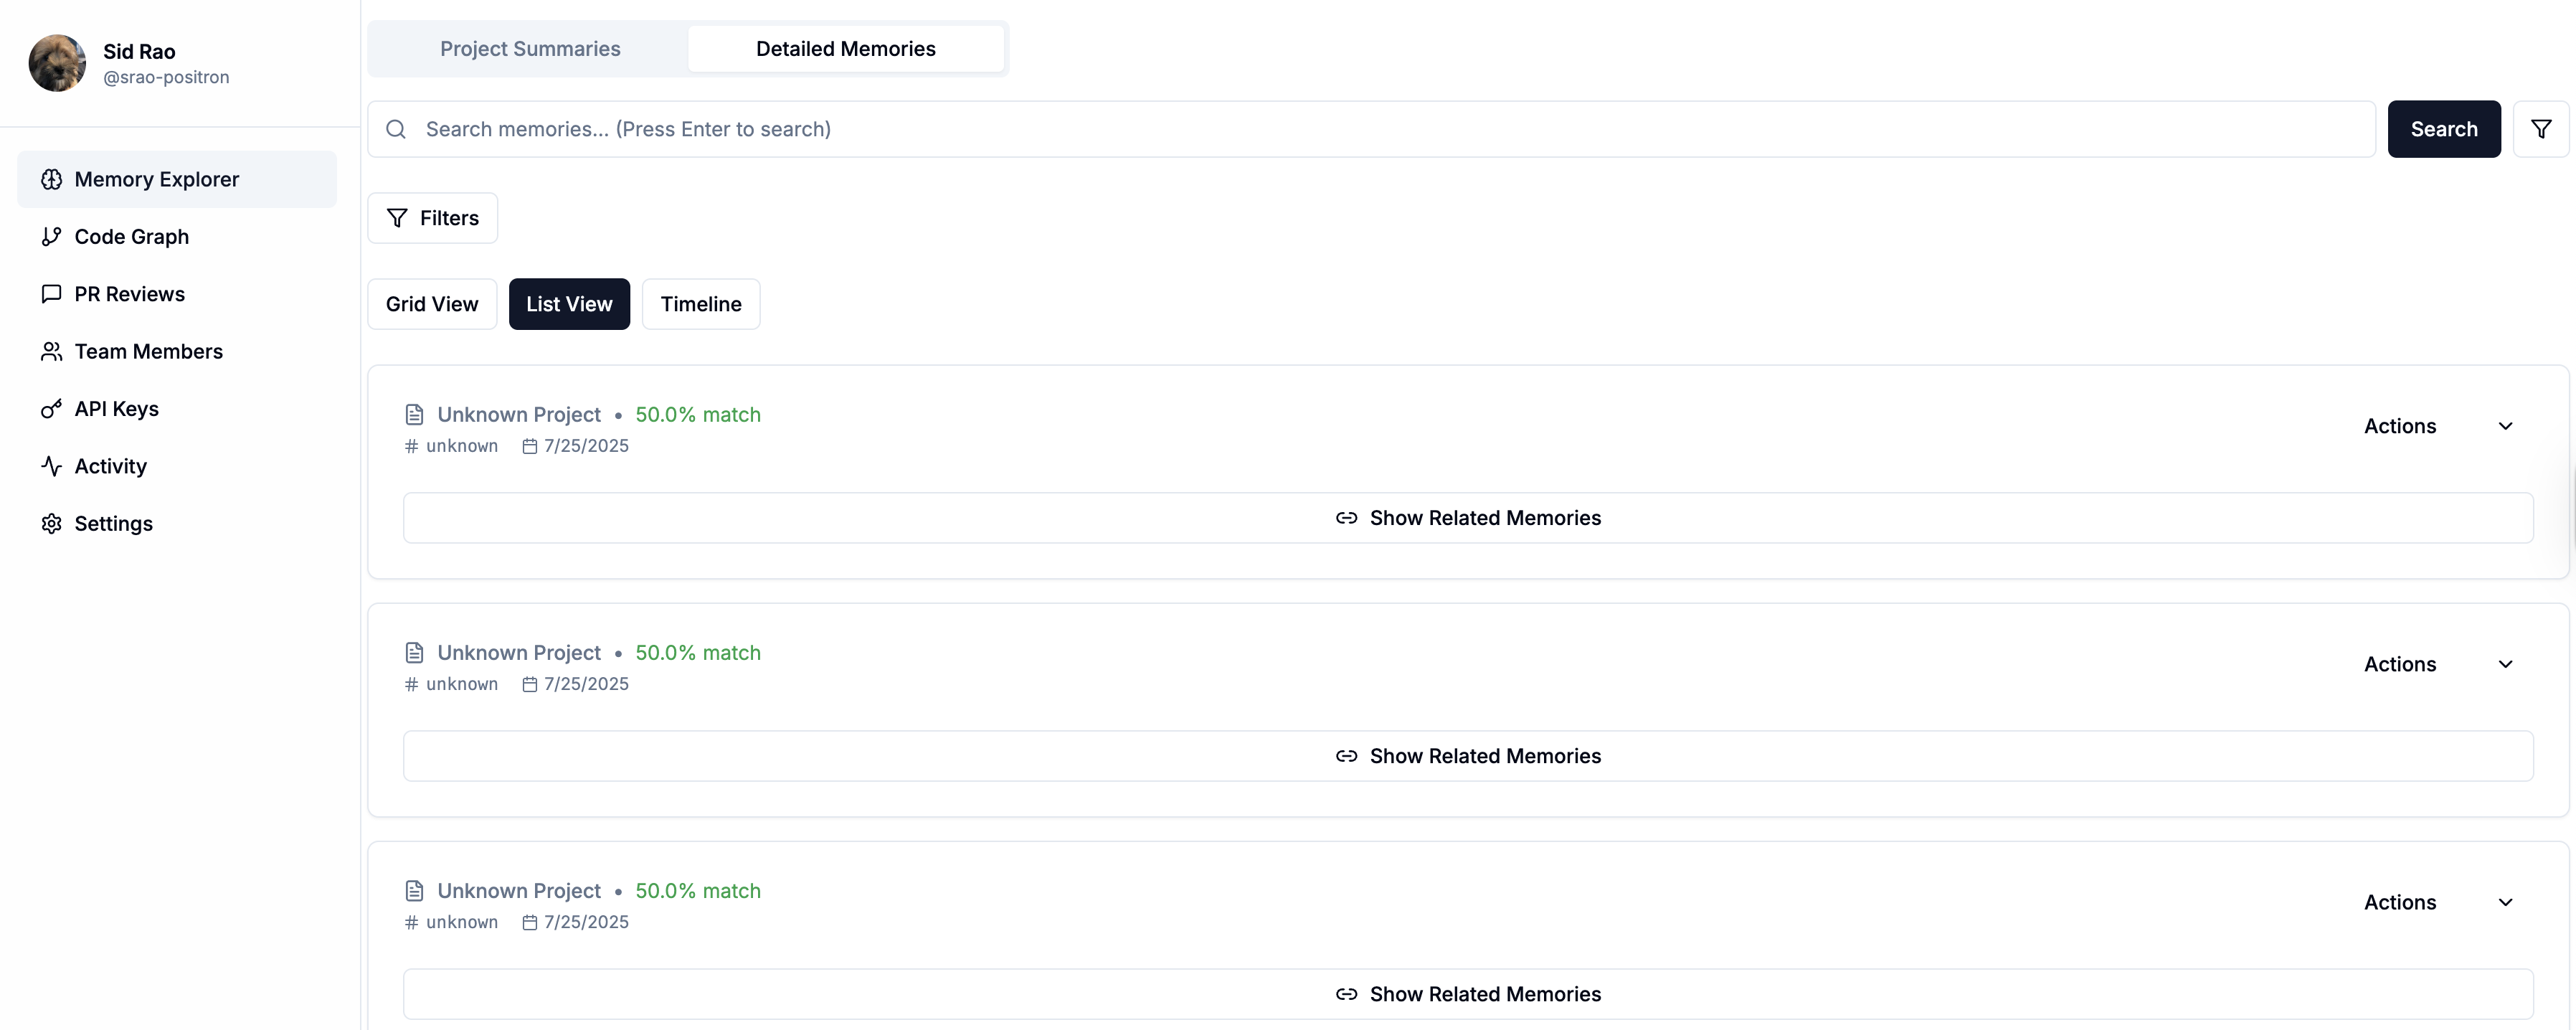 Sid Rao
@srao-positron
Memory Explorer
Code Graph
PR Reviews
Team Members
API Keys
Activity
Settings
Project Summaries
Detailed Memories
Search memories... (Press Enter to search)
Search
Filters
Grid View
List View
Timeline
Unknown Project • 50.0% match
# unknown 7/25/2025
Actions
Show Related Memories
Unknown Project • 50.0% match
# unknown 7/25/2025
Actions
Show Related Memories
Unknown Project • 50.0% match
# unknown 7/25/2025
Actions
Show Related Memories